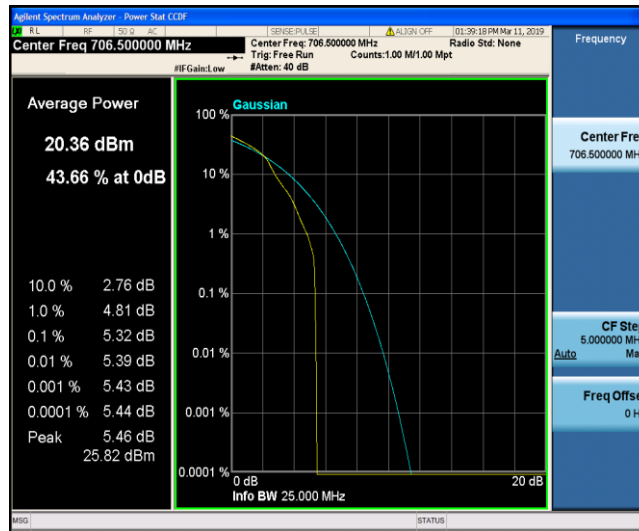 Agilent Spectrum Analyzer - Power Stat CCDF
RL RF 50 Ω AC SENSE:PULSE ALIGN OFF 01:39:18 PM Mar 11, 2019
Center Freq 706.500000 MHz
Center Freq: 706.500000 MHz Radio Std: None
Trig: Free Run Counts:1.00 M/1.00 Mpt
#IFGain:Low #Atten: 40 dB
Frequency
Average Power
20.36 dBm
43.66 % at 0dB
10.0 % 2.76 dB
1.0 % 4.81 dB
0.1 % 5.32 dB
0.01 % 5.39 dB
0.001 % 5.43 dB
0.0001 % 5.44 dB
Peak 5.46 dB
25.82 dBm
Gaussian
100 %
10 %
1 %
0.1 %
0.01 %
0.001 %
0.0001 %
0 dB 20 dB
Info BW 25.000 MHz
Center Fre
706.500000 MH
CF Ste
5.000000 MH
Auto Ma
Freq Offse
0 H
MSG STATUS